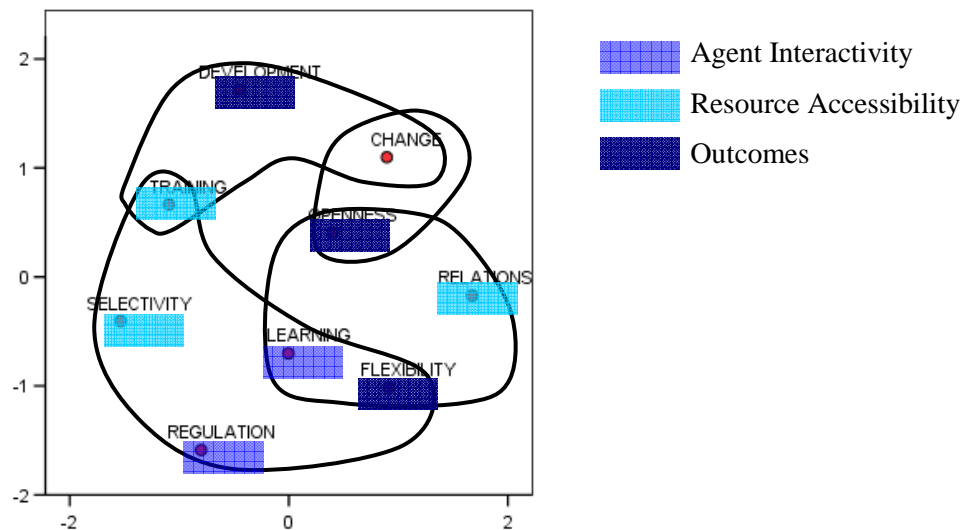 2
DEVELOPMENT
CHANGE
1
TRAINING
OPENNESS
0
RELATIONS
SELECTIVITY
LEARNING
-1
FLEXIBILITY
REGULATION
-2
-2 0 2
Agent Interactivity
Resource Accessibility
Outcomes